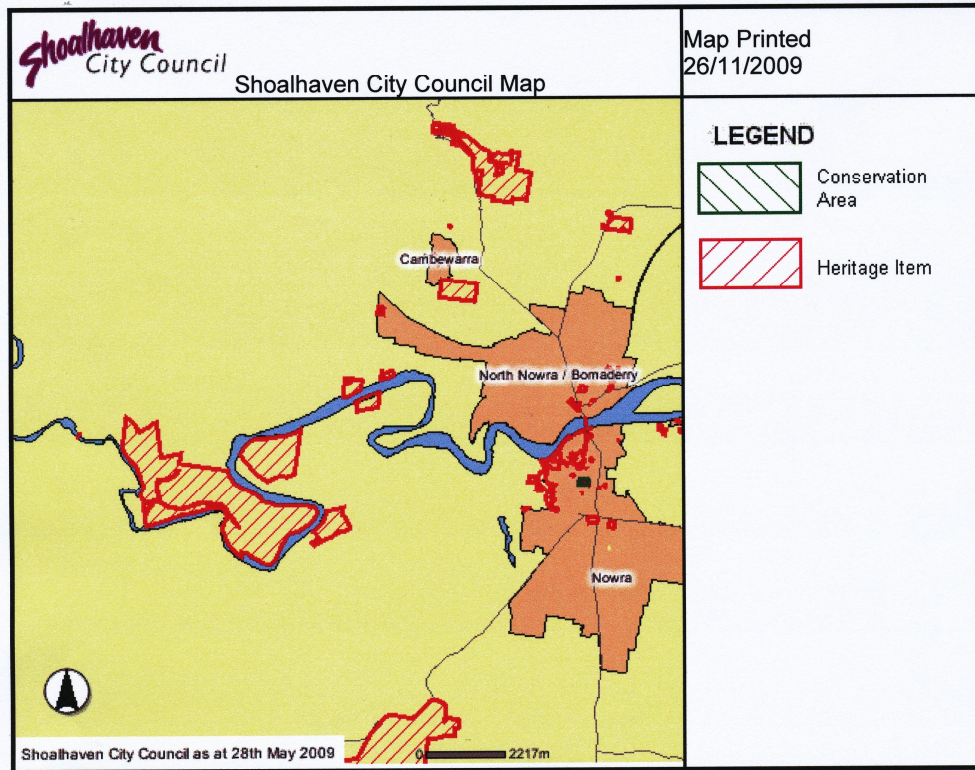 Shoalhaven
City Council
Shoalhaven City Council Map
Map Printed
26/11/2009
LEGEND
Conservation
Area
Heritage Item
Cambewarra
North Nowra / Bomaderry
Nowra
Shoalhaven City Council as at 28th May 2009
0 2217m